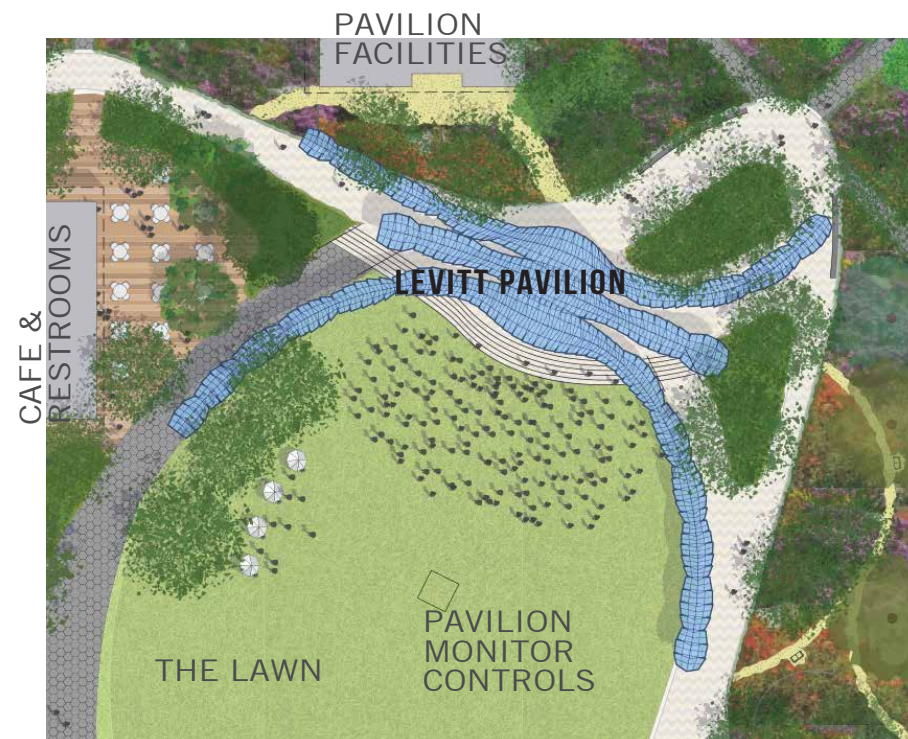 PAVILION
FACILITIES
CAFE &
RESTROOMS
LEVITT PAVILION
PAVILION
MONITOR
CONTROLS
THE LAWN